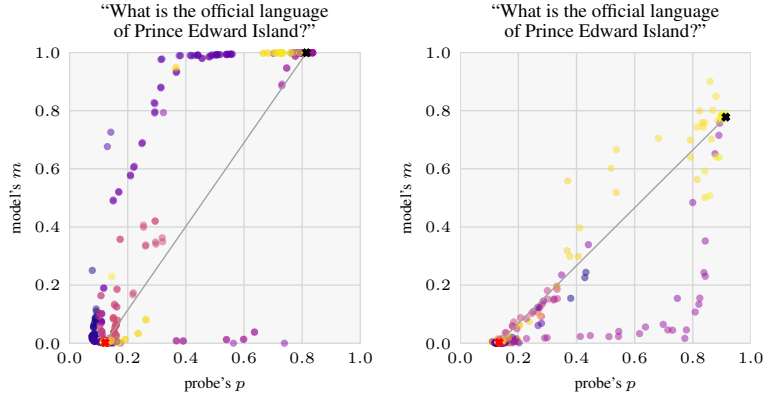 “What is the official language
of Prince Edward Island?”
1.0
0.8
0.6
0.4
0.2
0.0
model's m
0.0 0.2 0.4 0.6 0.8 1.0
probe's p
“What is the official language
of Prince Edward Island?”
1.0
0.8
0.6
0.4
0.2
0.0
model's m
0.0 0.2 0.4 0.6 0.8 1.0
probe's p